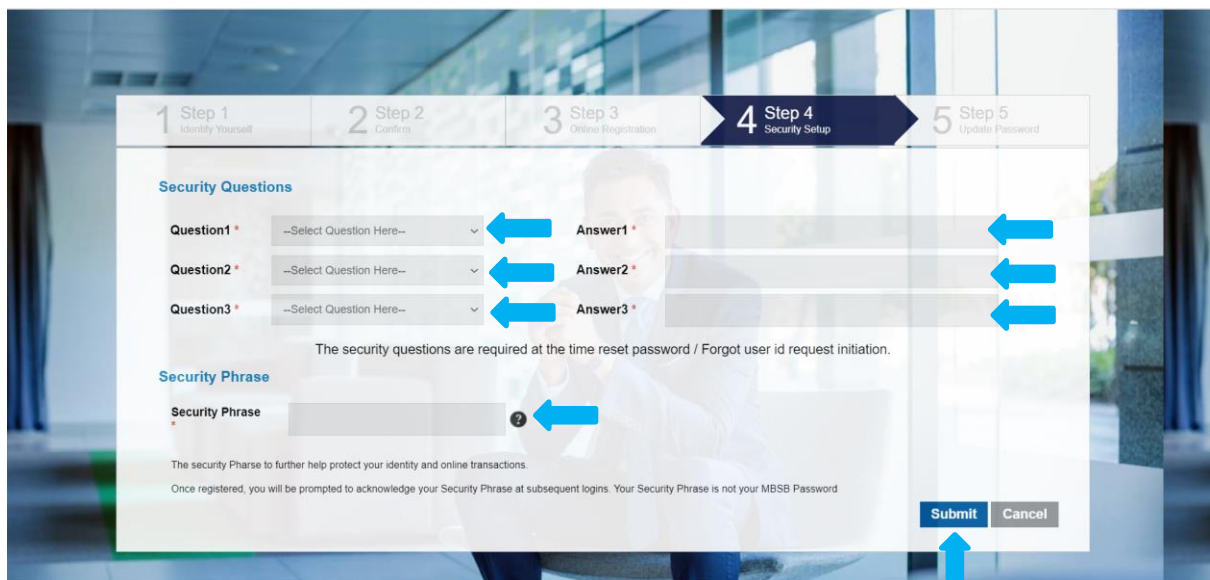 1 Step 1
Identify Yourself
2 Step 2
Confirm
3 Step 3
Online Registration
4 Step 4
Security Setup
5 Step 5
Update Password
Security Questions
Question1 * --Select Question Here-- Answer1 *
Question2 * --Select Question Here-- Answer2 *
Question3 * --Select Question Here-- Answer3 *
The security questions are required at the time reset password / Forgot user id request initiation.
Security Phrase
Security Phrase
* ?
The security Pharse to further help protect your identity and online transactions.
Once registered, you will be prompted to acknowledge your Security Phrase at subsequent logins. Your Security Phrase is not your MBSB Password
Submit Cancel